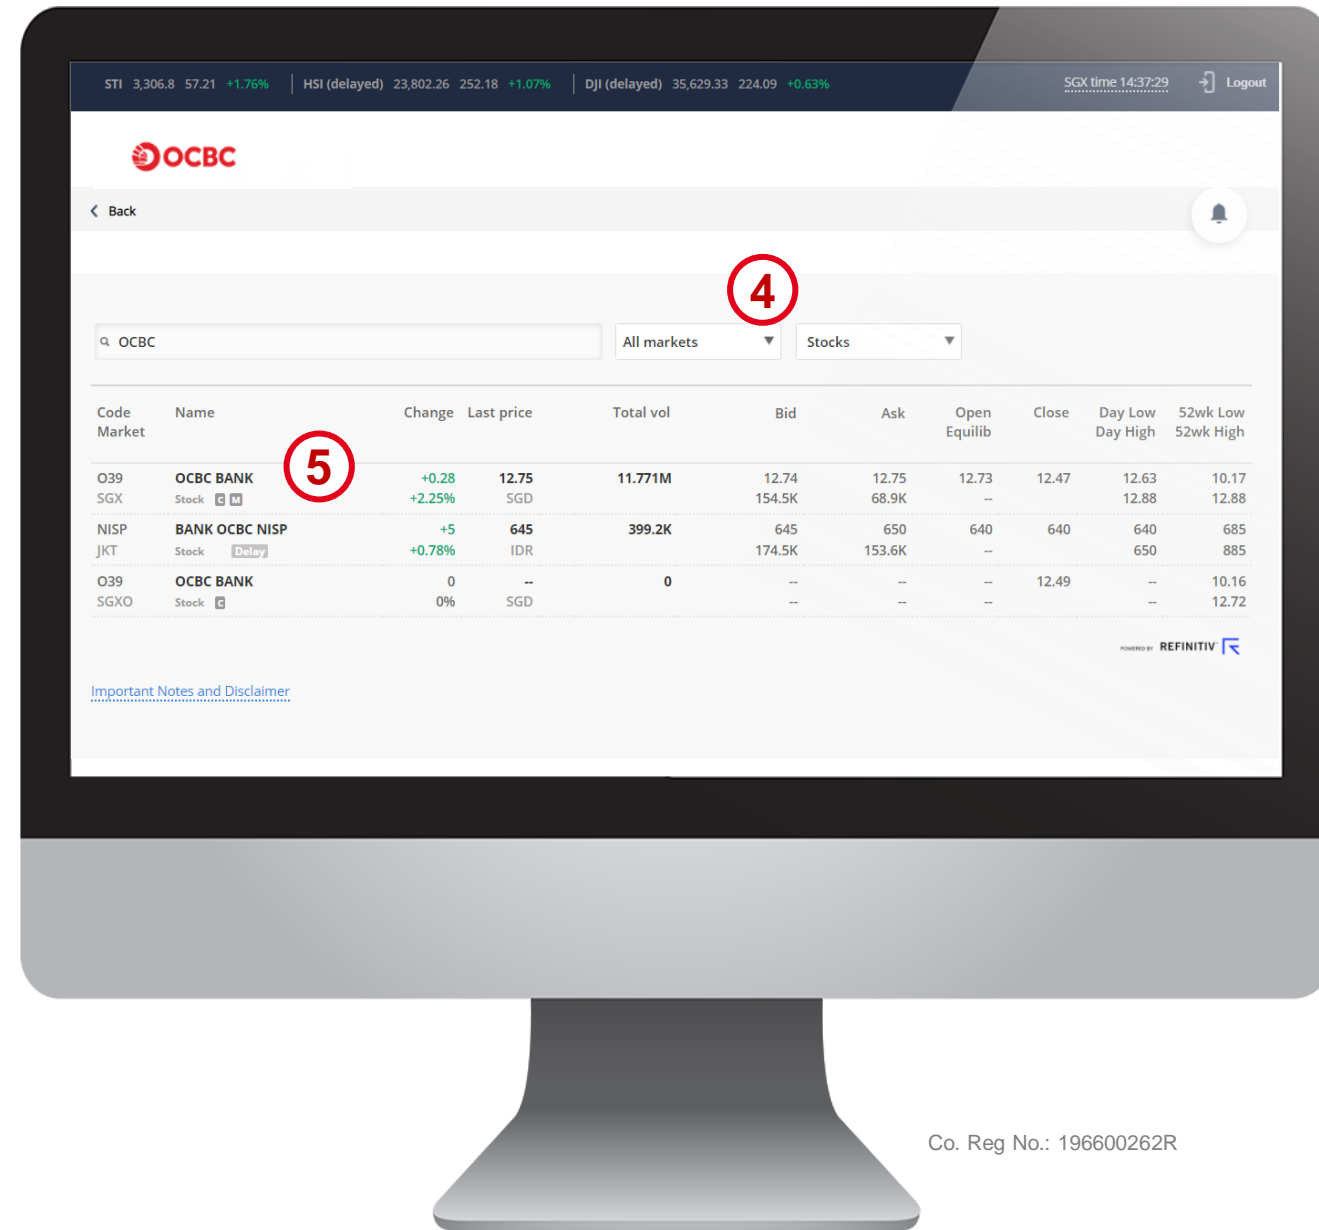 STI 3,306.8 57.21 +1.76% HSI (delayed) 23,802.26 252.18 +1.07% DJI (delayed) 35,629.33 224.09 +0.63% SGX time 14:37:29 Logout
OCBC
Back
4
OCBC All markets Stocks
Code Name Change Last price Total vol Bid Ask Open Close Day Low 52wk Low
Market Equilib Day High 52wk High
5
O39 OCBC BANK +0.28 12.75 11.771M 12.74 12.75 12.73 12.47 12.63 10.17
SGX Stock C M +2.25% SGD 154.5K 68.9K -- 12.88 12.88
NISP BANK OCBC NISP +5 645 399.2K 645 650 640 640 640 685
JKT Stock Delay +0.78% IDR 174.5K 153.6K -- 650 885
O39 OCBC BANK 0 -- 0 -- -- -- 12.49 -- 10.16
SGXO Stock C 0% SGD -- -- -- -- 12.72
POWERED BY REFINITIV
Important Notes and Disclaimer
Co. Reg No.: 196600262R